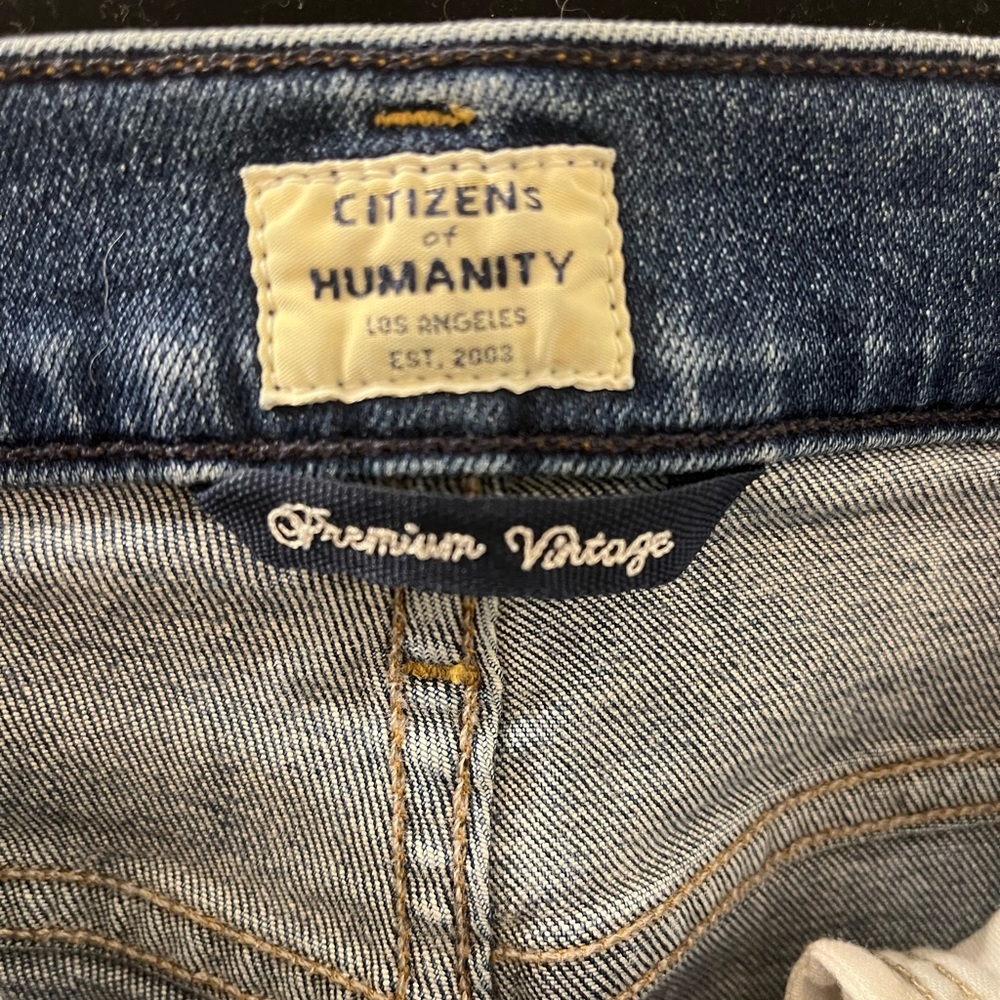 CITIZENS
of
HUMANITY
LOS ANGELES
EST. 2003
Premium Vintage